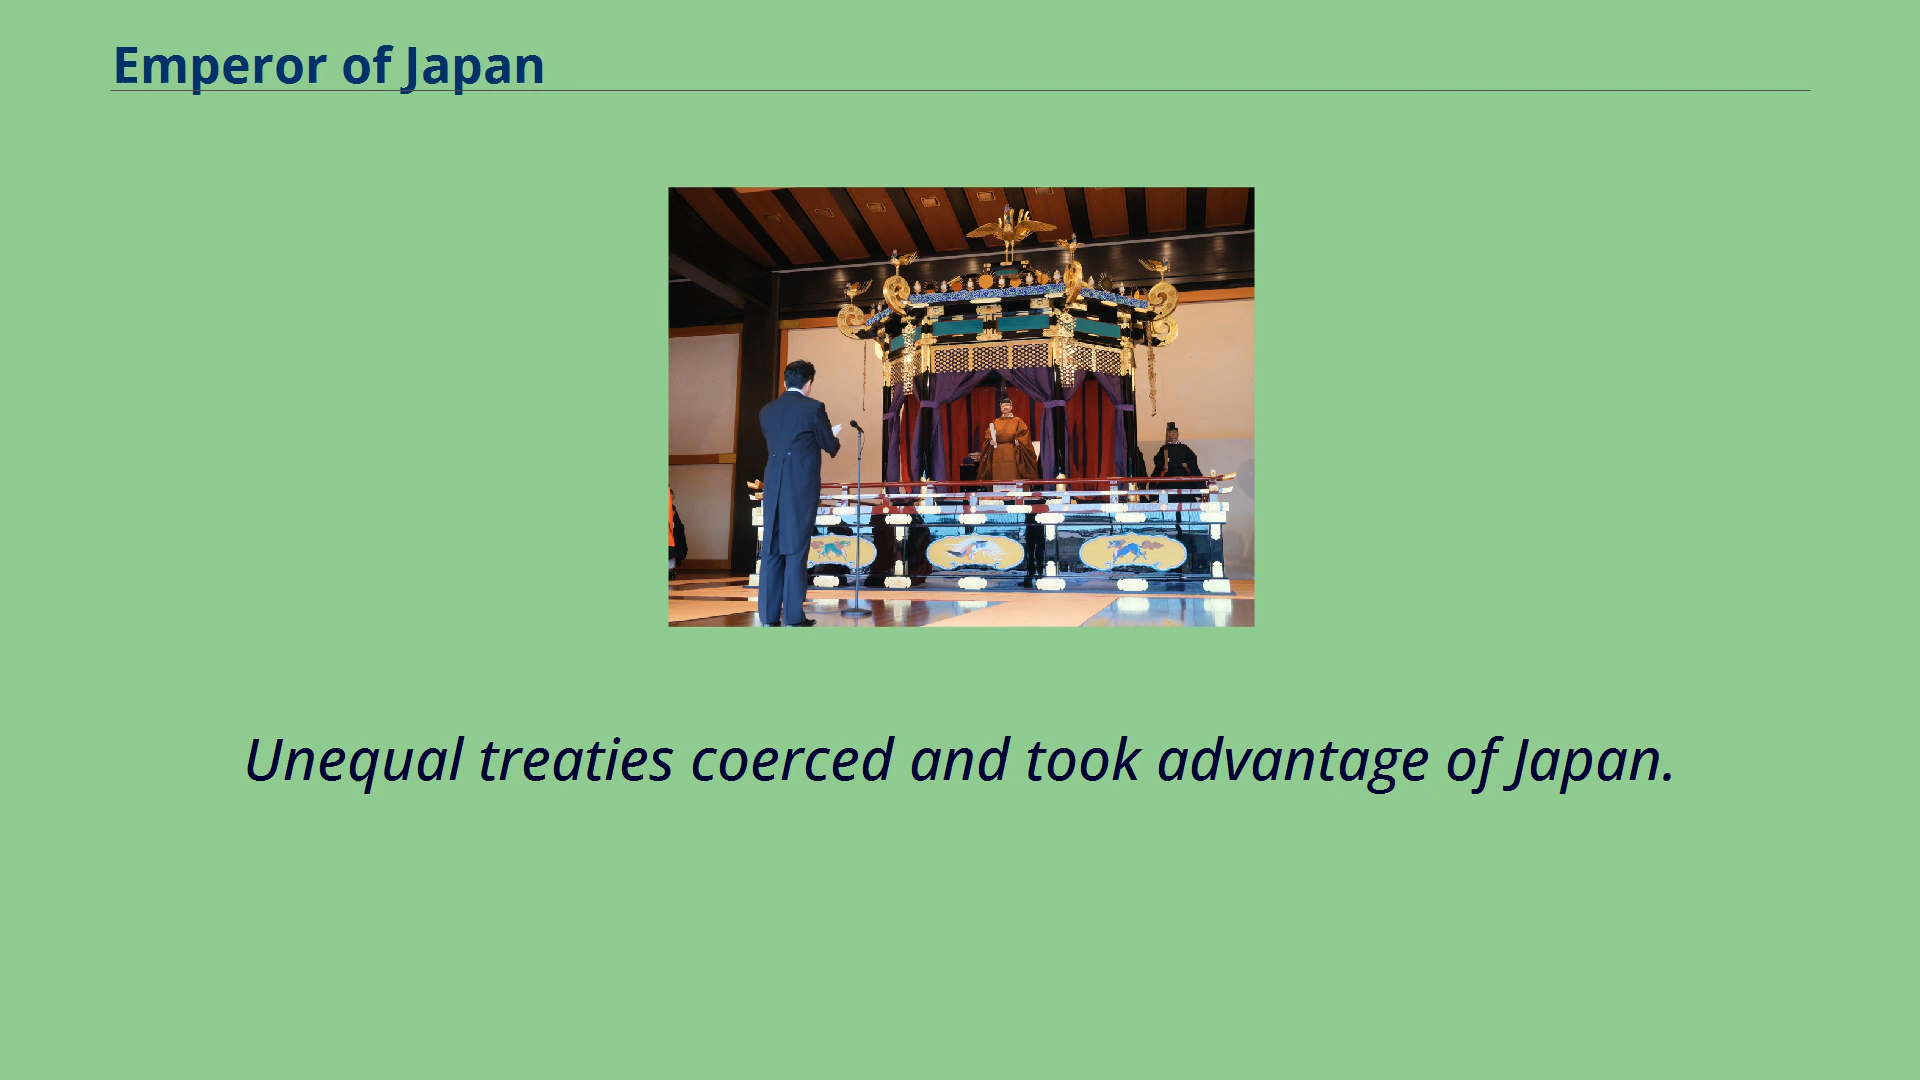 Emperor of Japan
Unequal treaties coerced and took advantage of Japan.